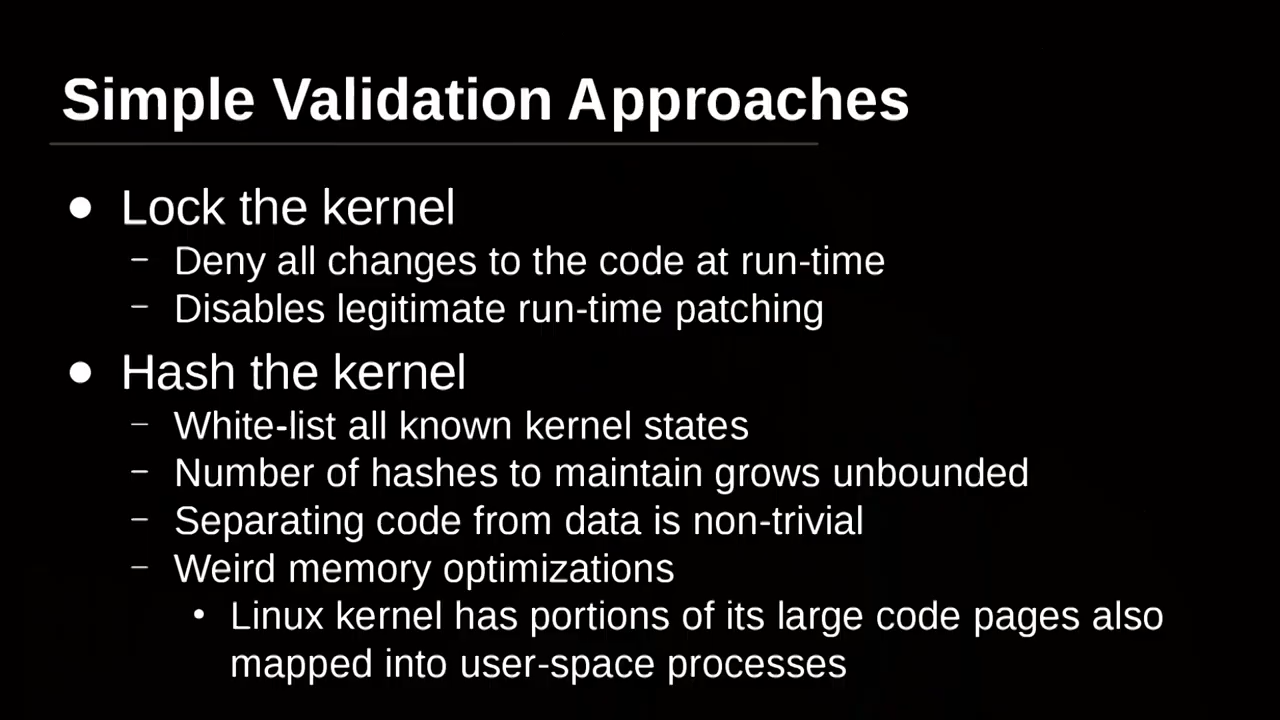 Simple Validation Approaches
● Lock the kernel
– Deny all changes to the code at run-time
– Disables legitimate run-time patching
● Hash the kernel
– White-list all known kernel states
– Number of hashes to maintain grows unbounded
– Separating code from data is non-trivial
– Weird memory optimizations
• Linux kernel has portions of its large code pages also
mapped into user-space processes